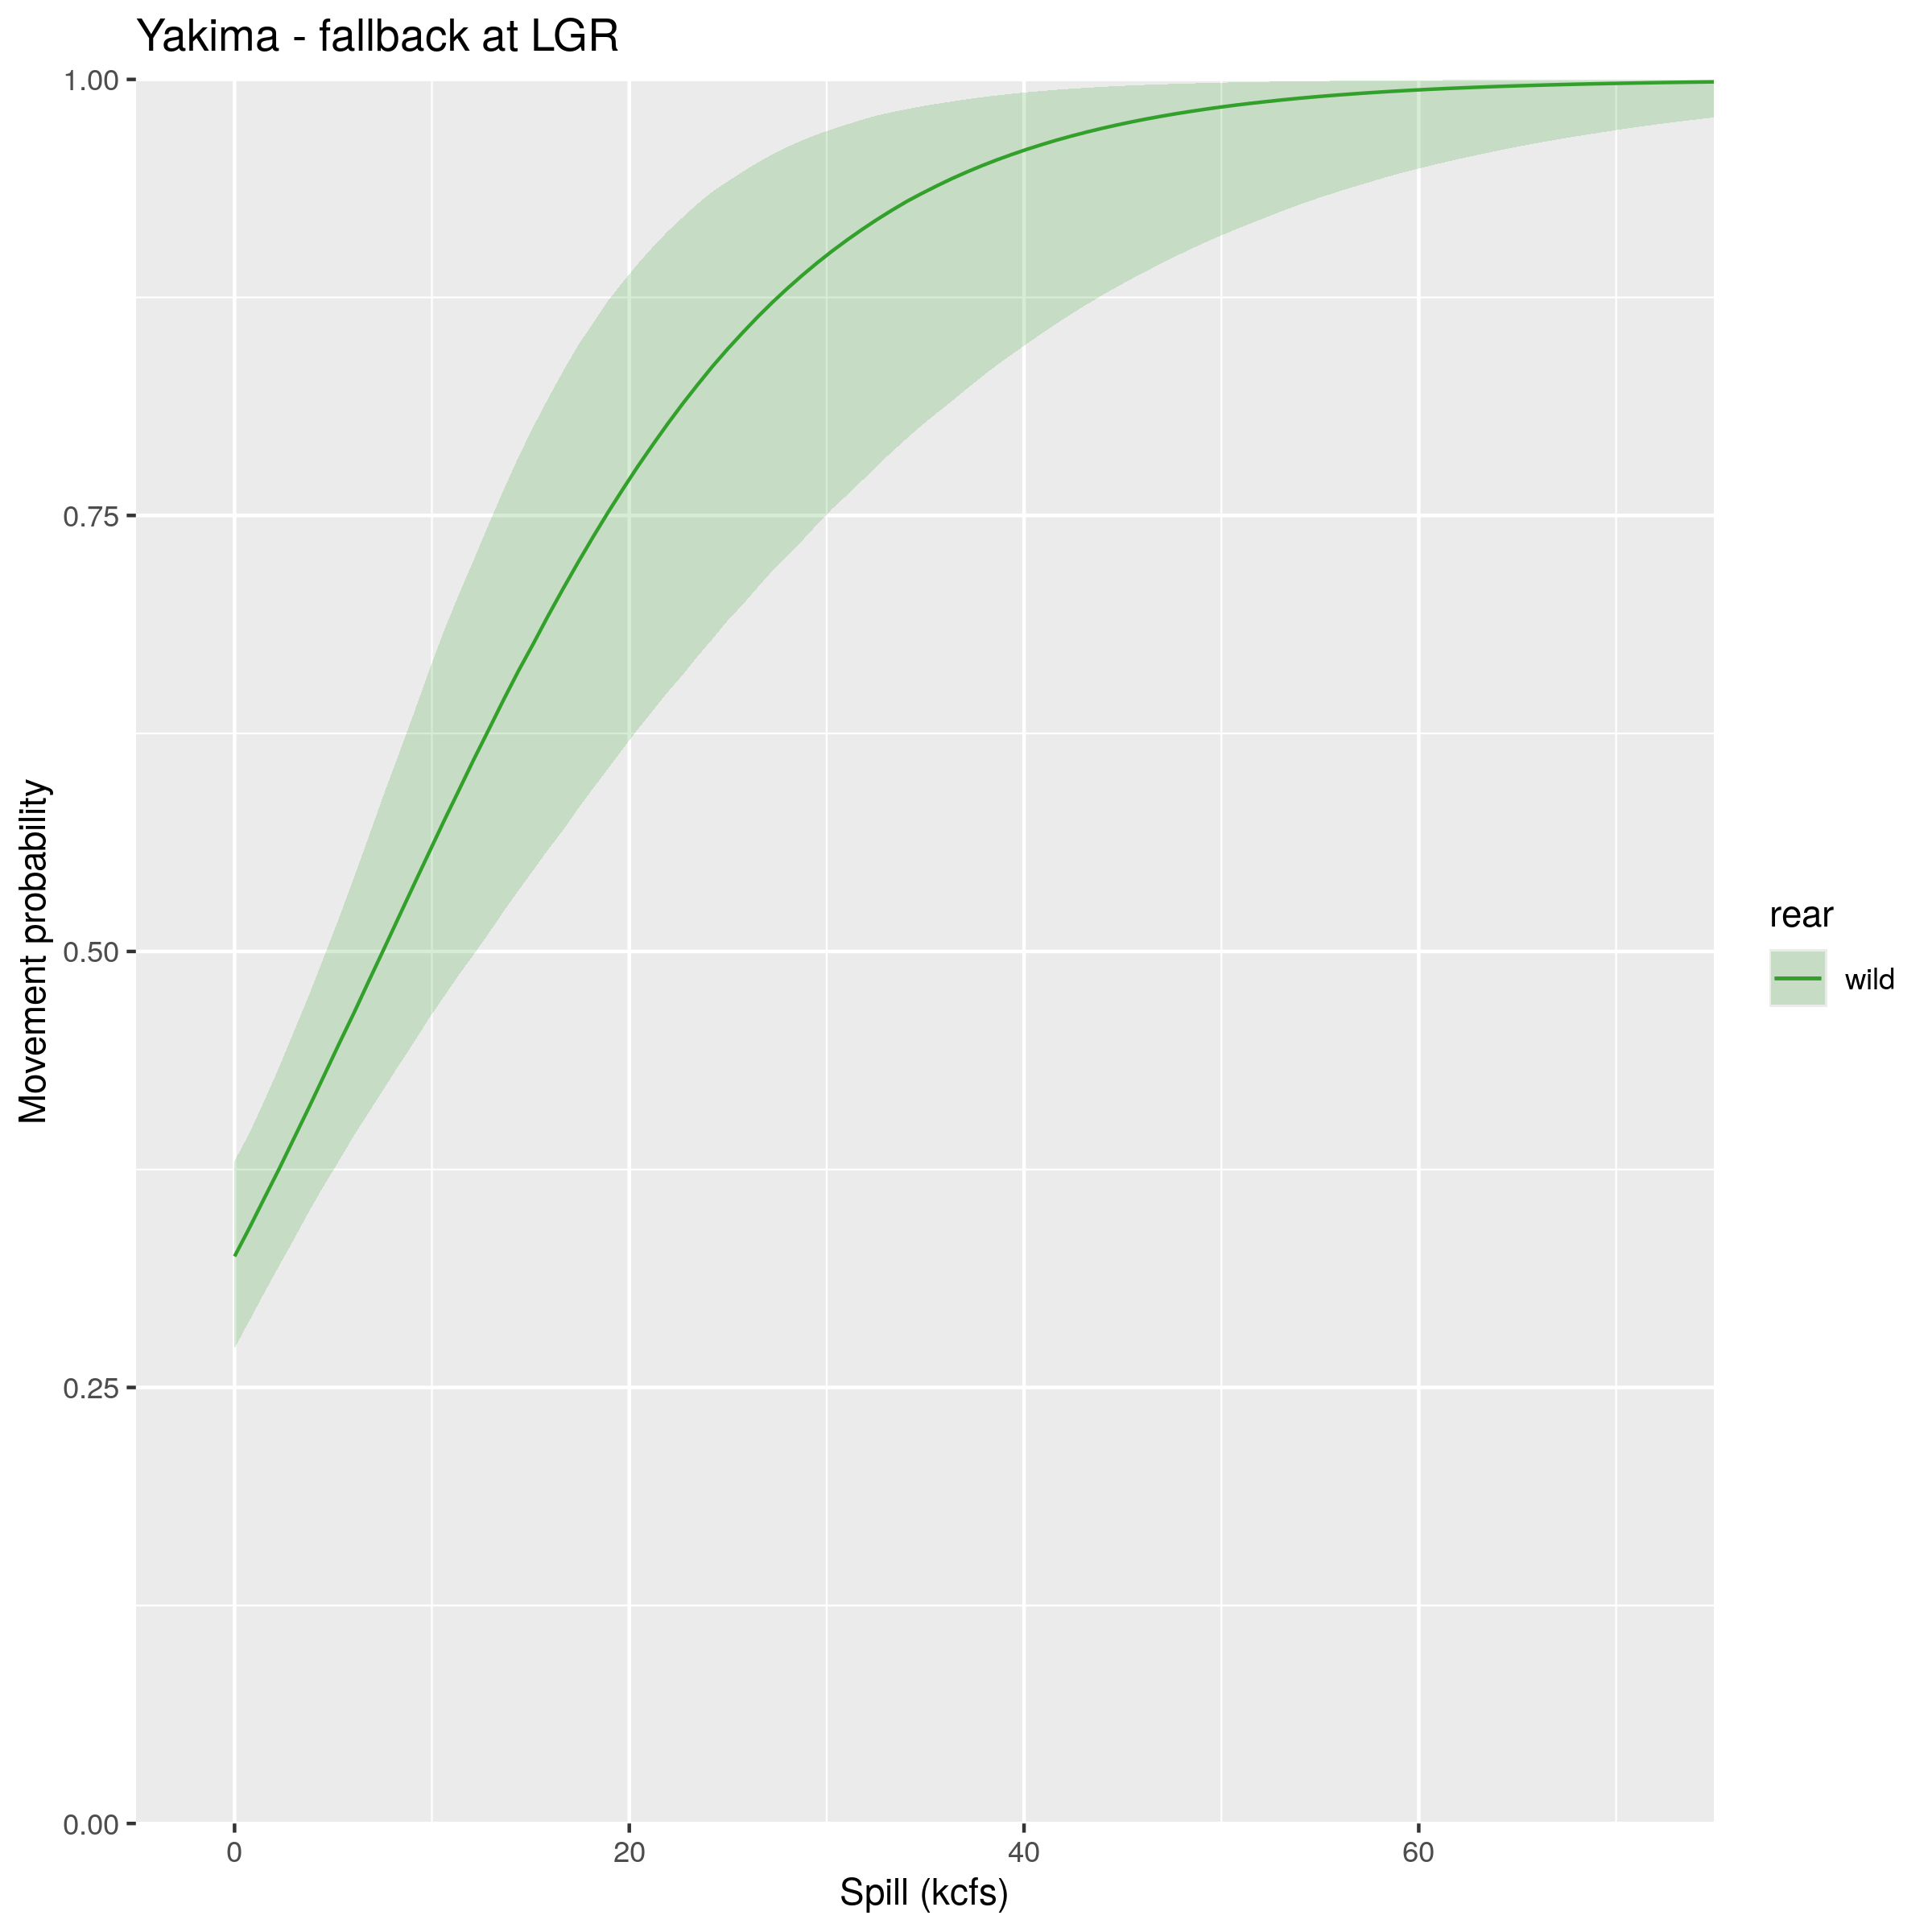 Yakima - fallback at LGR
Movement probability
1.00
0.75
0.50
0.25
0.00
0
20
40
60
Spill (kcfs)
rear
wild